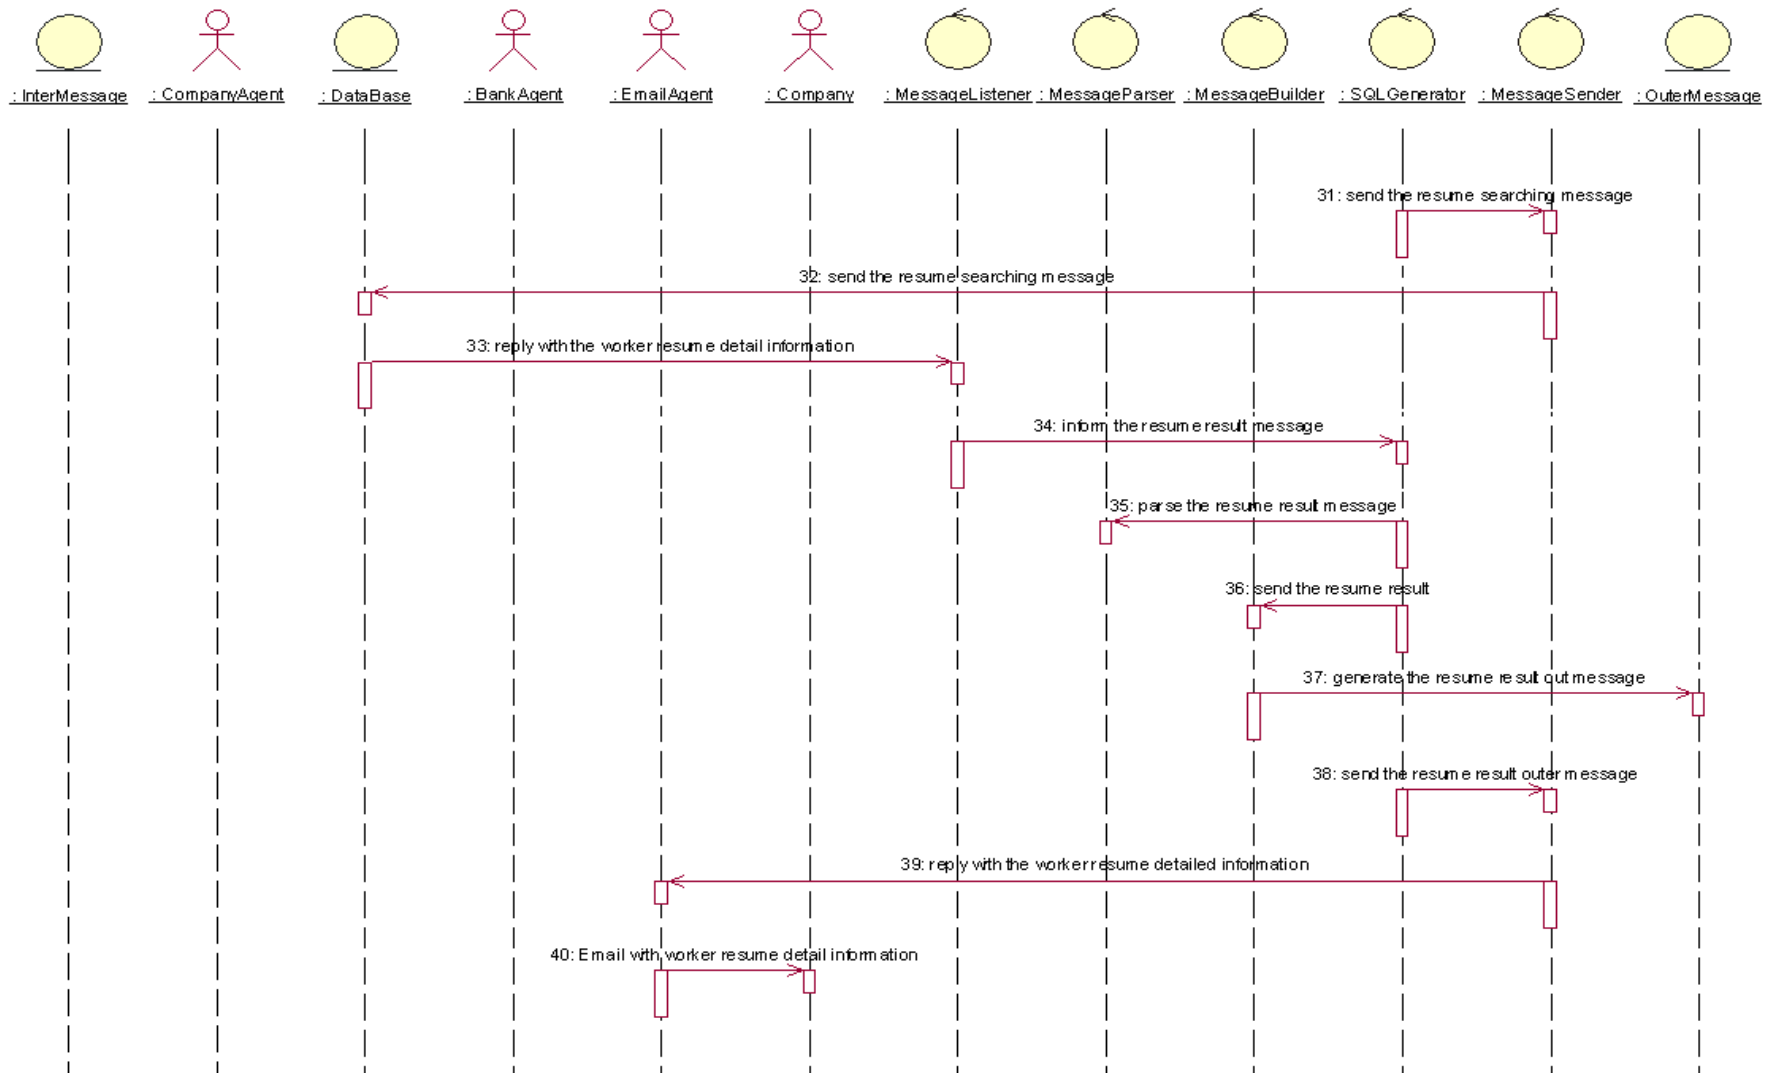 : InterMessage
: CompanyAgent
: DataBase
: BankAgent
: EmailAgent
: Company
: MessageListener
: MessageParser
: MessageBuilder
: SQLGenerator
: MessageSender
: OuterMessage
31: send the resume searching message
32: send the resume searching message
33: reply with the worker resume detail information
34: inform the resume result message
35: parse the resume result message
36: send the resume result
37: generate the resume result out message
38: send the resume result outer message
39: reply with the worker resume detailed information
40: Email with worker resume detail information